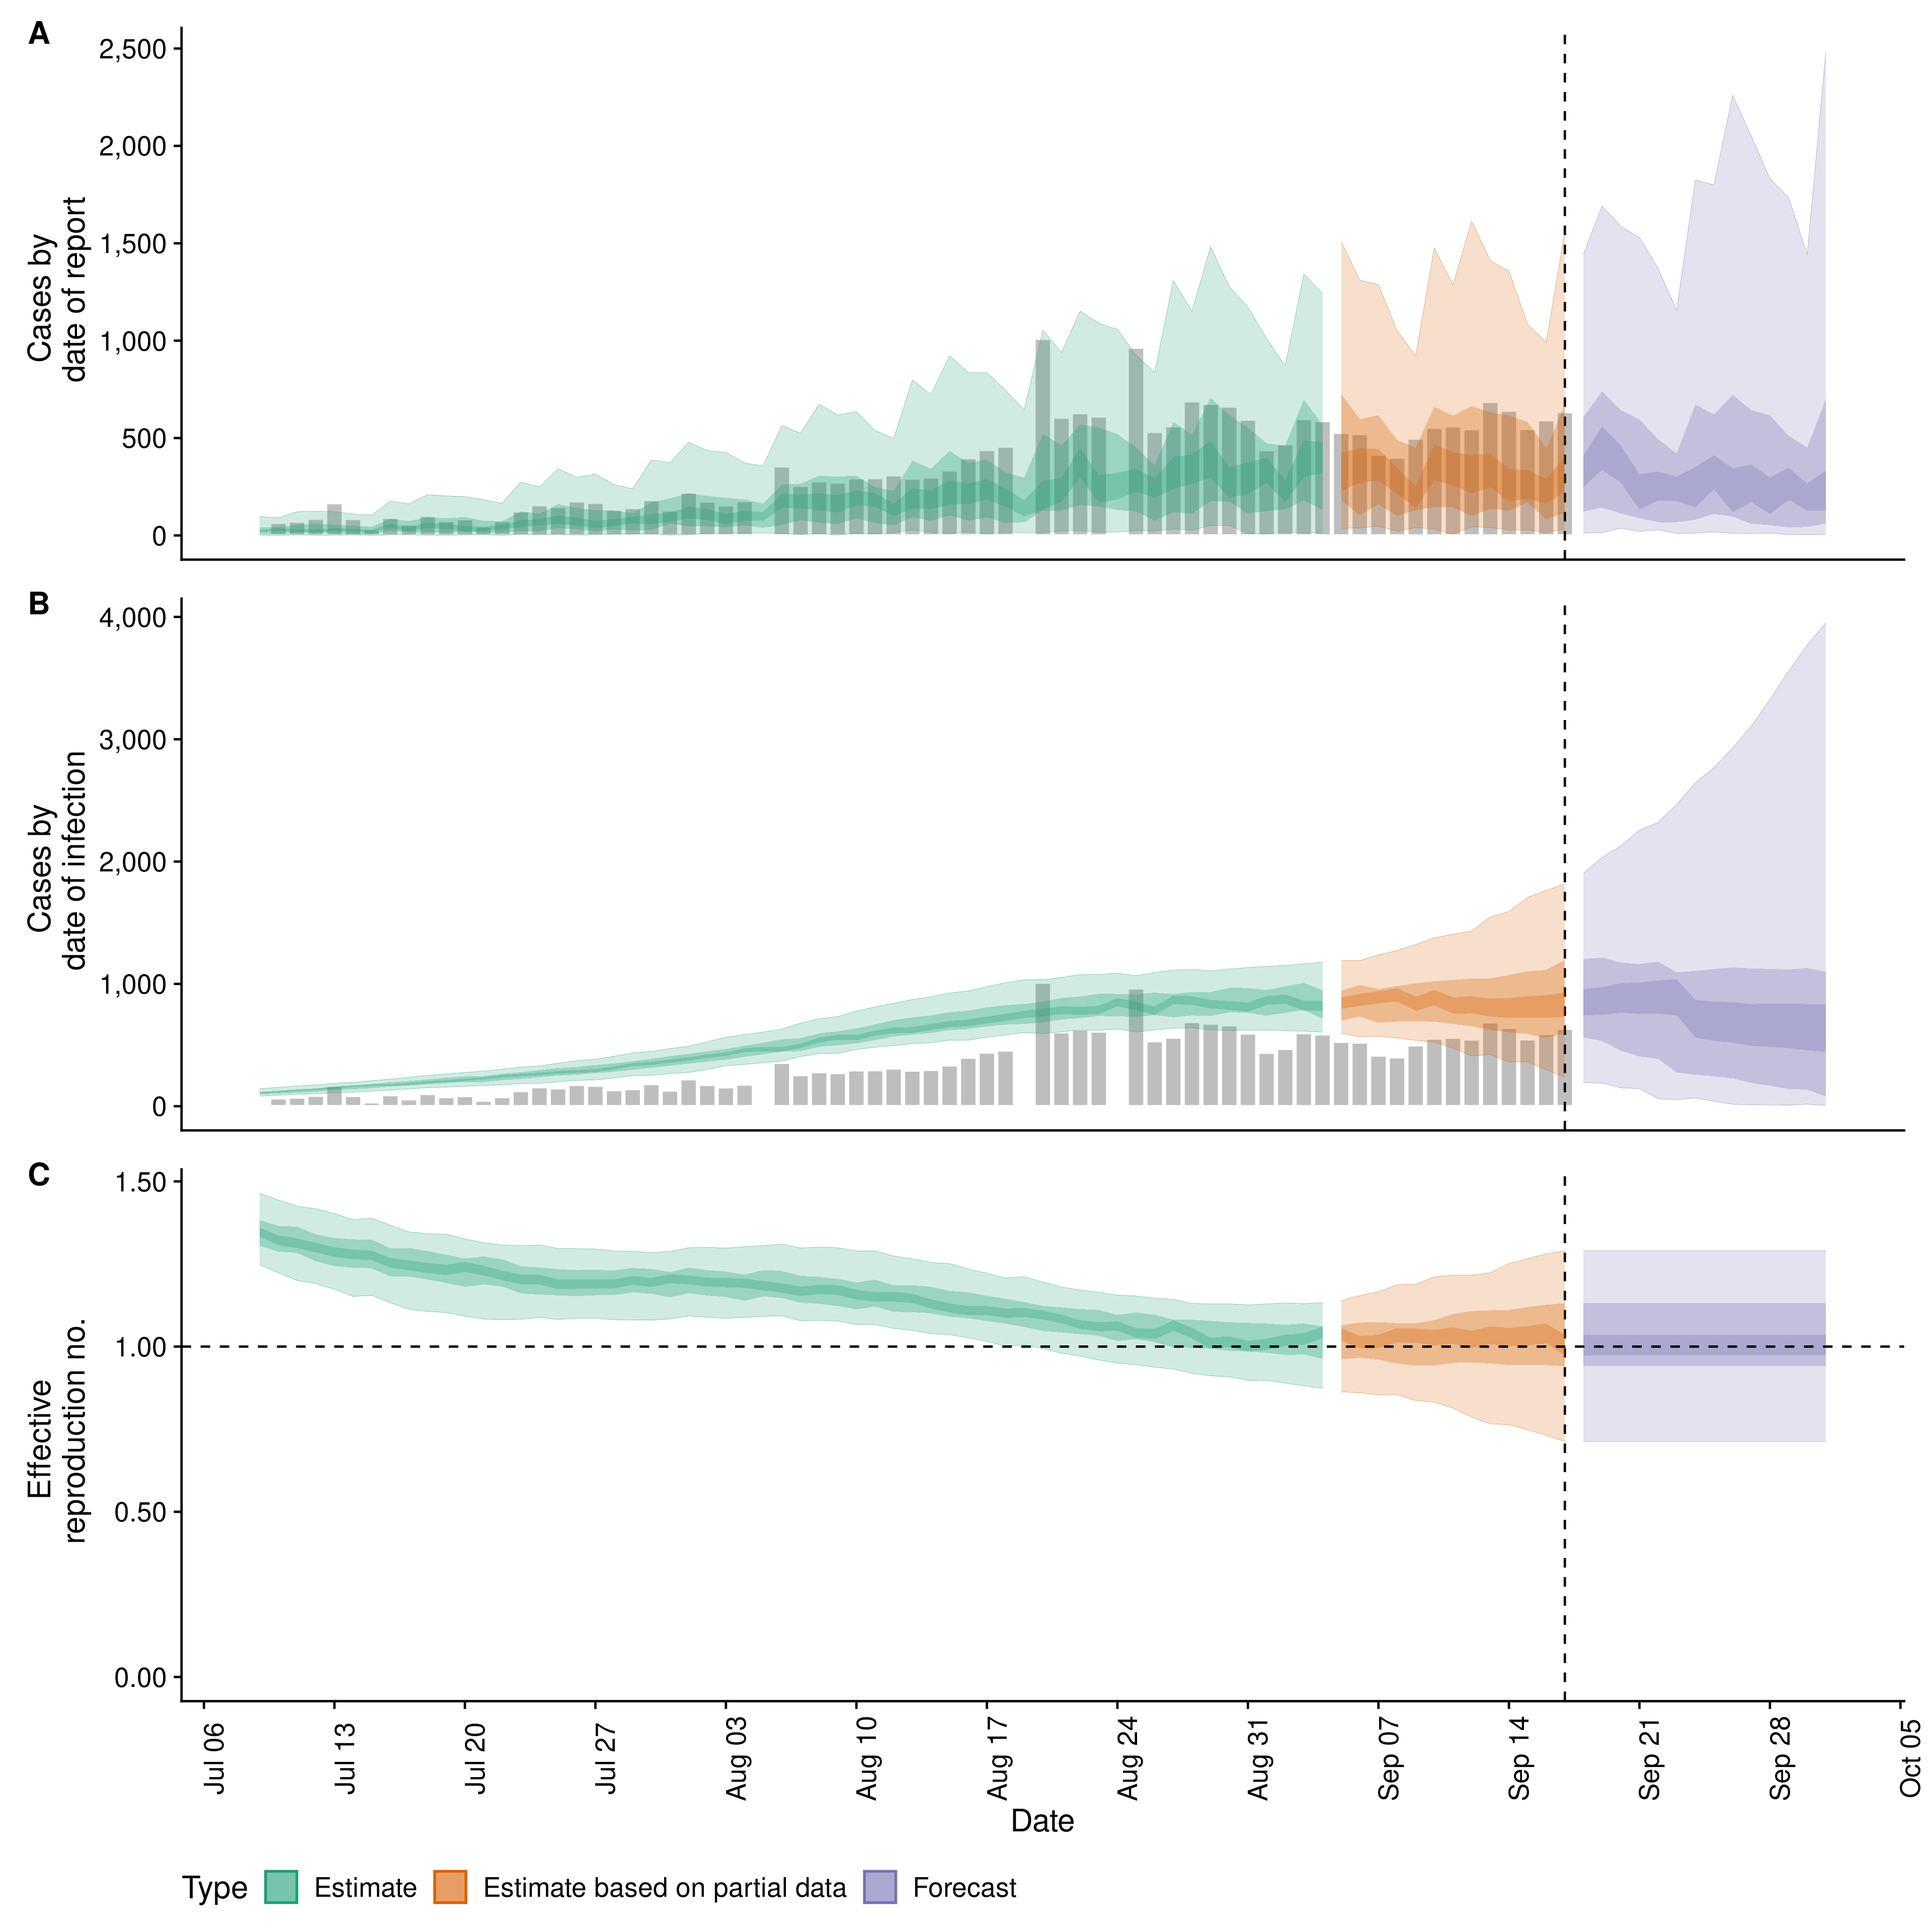 A
2,500
2,000
1,500
1,000
500
0
Cases by
date of report
B
4,000
3,000
2,000
1,000
0
Cases by
date of infection
C
1.50
1.00
0.50
0.00
Effective
reproduction no.
Jul 06
Jul 13
Jul 20
Jul 27
Aug 03
Aug 10
Aug 17
Aug 24
Aug 31
Sep 07
Sep 14
Sep 21
Sep 28
Oct 05
Date
Type Estimate Estimate based on partial data Forecast